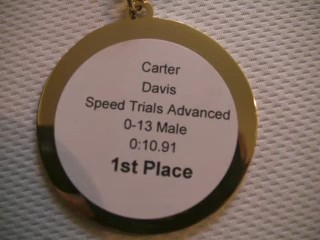 Carter
Davis
Speed Trials Advanced
0-13 Male
0:10.91
1st Place